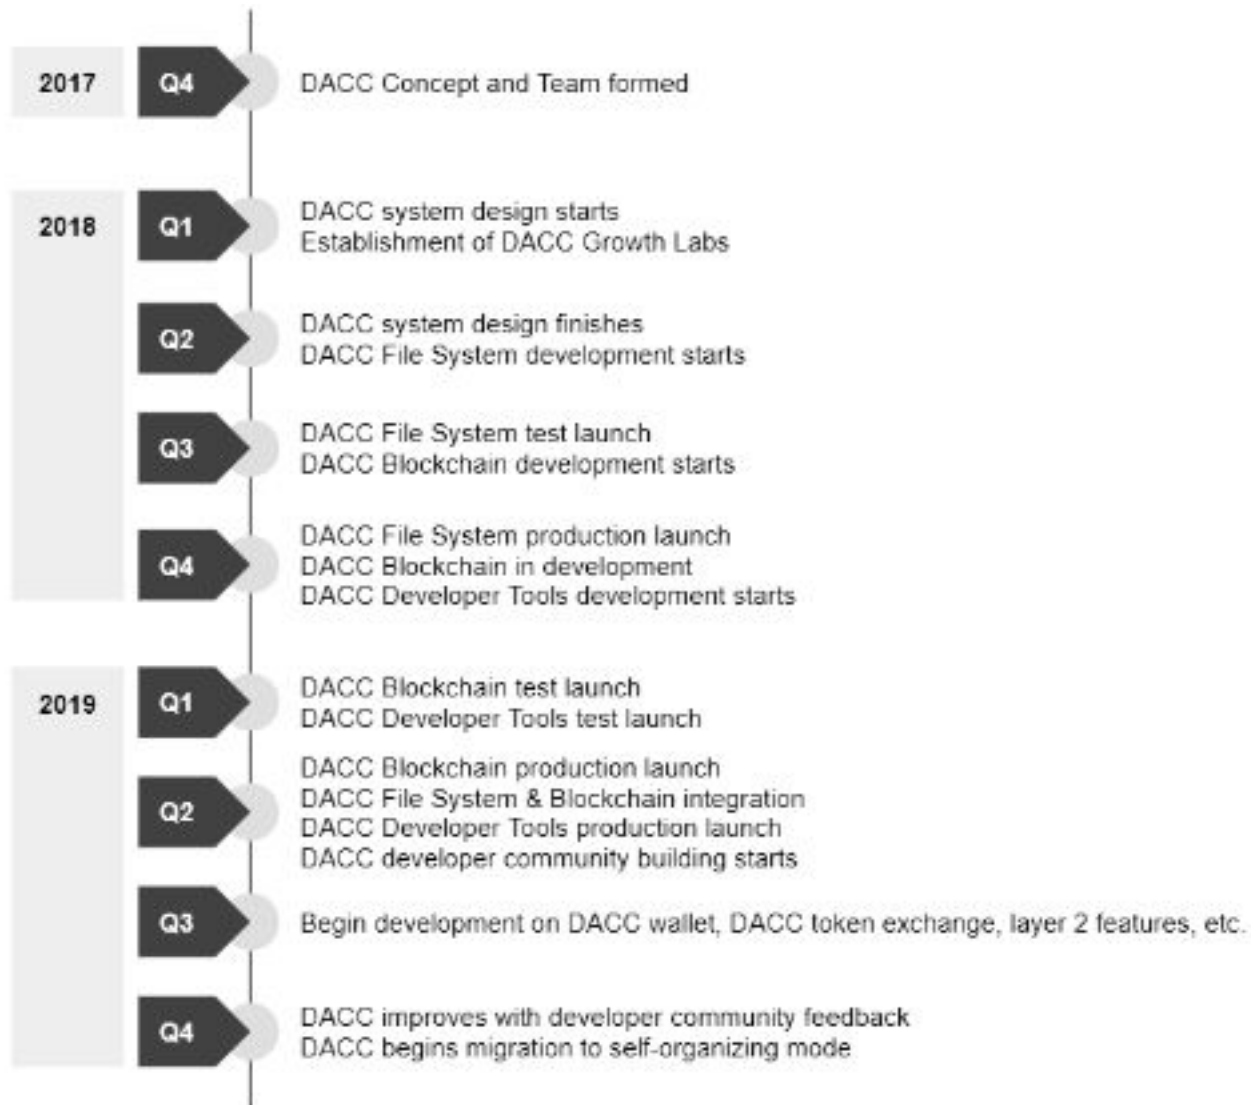 2017
Q4
DACC Concept and Team formed
2018
Q1
DACC system design starts
Establishment of DACC Growth Labs
Q2
DACC system design finishes
DACC File System development starts
Q3
DACC File System test launch
DACC Blockchain development starts
Q4
DACC File System production launch
DACC Blockchain in development
DACC Developer Tools development starts
2019
Q1
DACC Blockchain test launch
DACC Developer Tools test launch
Q2
DACC Blockchain production launch
DACC File System & Blockchain integration
DACC Developer Tools production launch
DACC developer community building starts
Q3
Begin development on DACC wallet, DACC token exchange, layer 2 features, etc.
Q4
DACC improves with developer community feedback
DACC begins migration to self-organizing mode